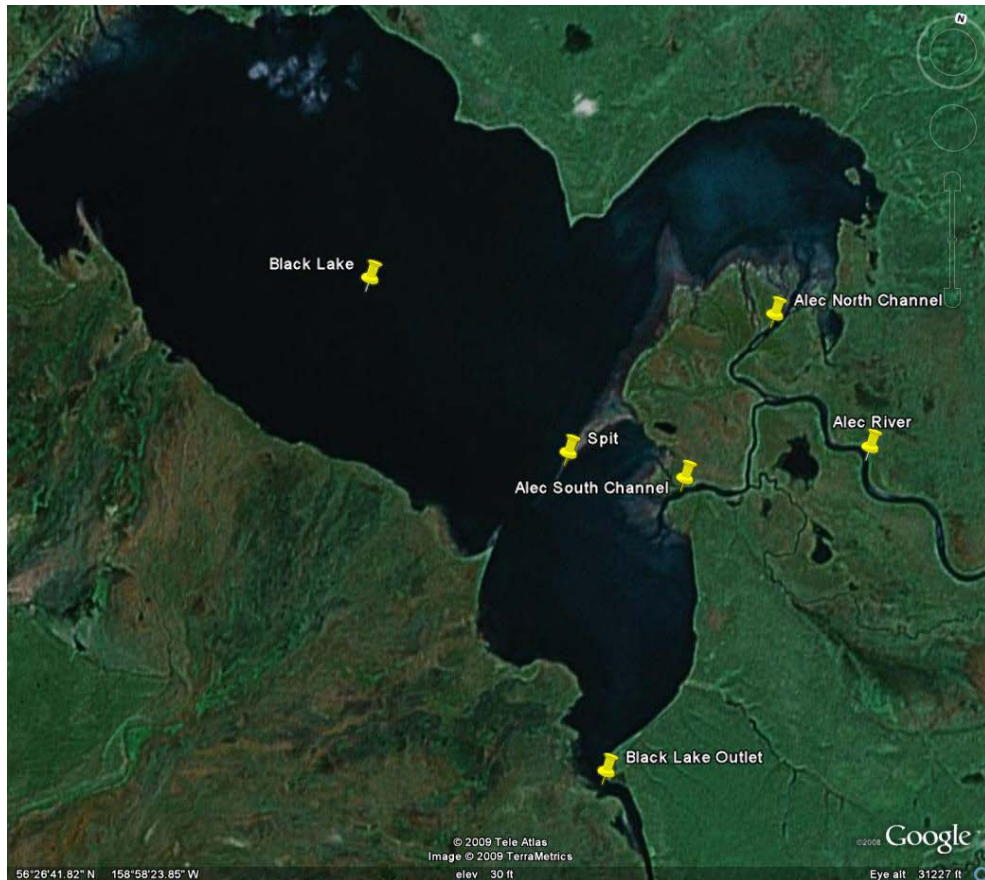 N
Black Lake
Alec North Channel
Alec River
Spit
Alec South Channel
Black Lake Outlet
© 2009 Tele Atlas
Image © 2009 TerraMetrics
©2008 Google
56°26'41.82" N 158°58'23.85" W elev 30 ft Eye alt 31227 ft